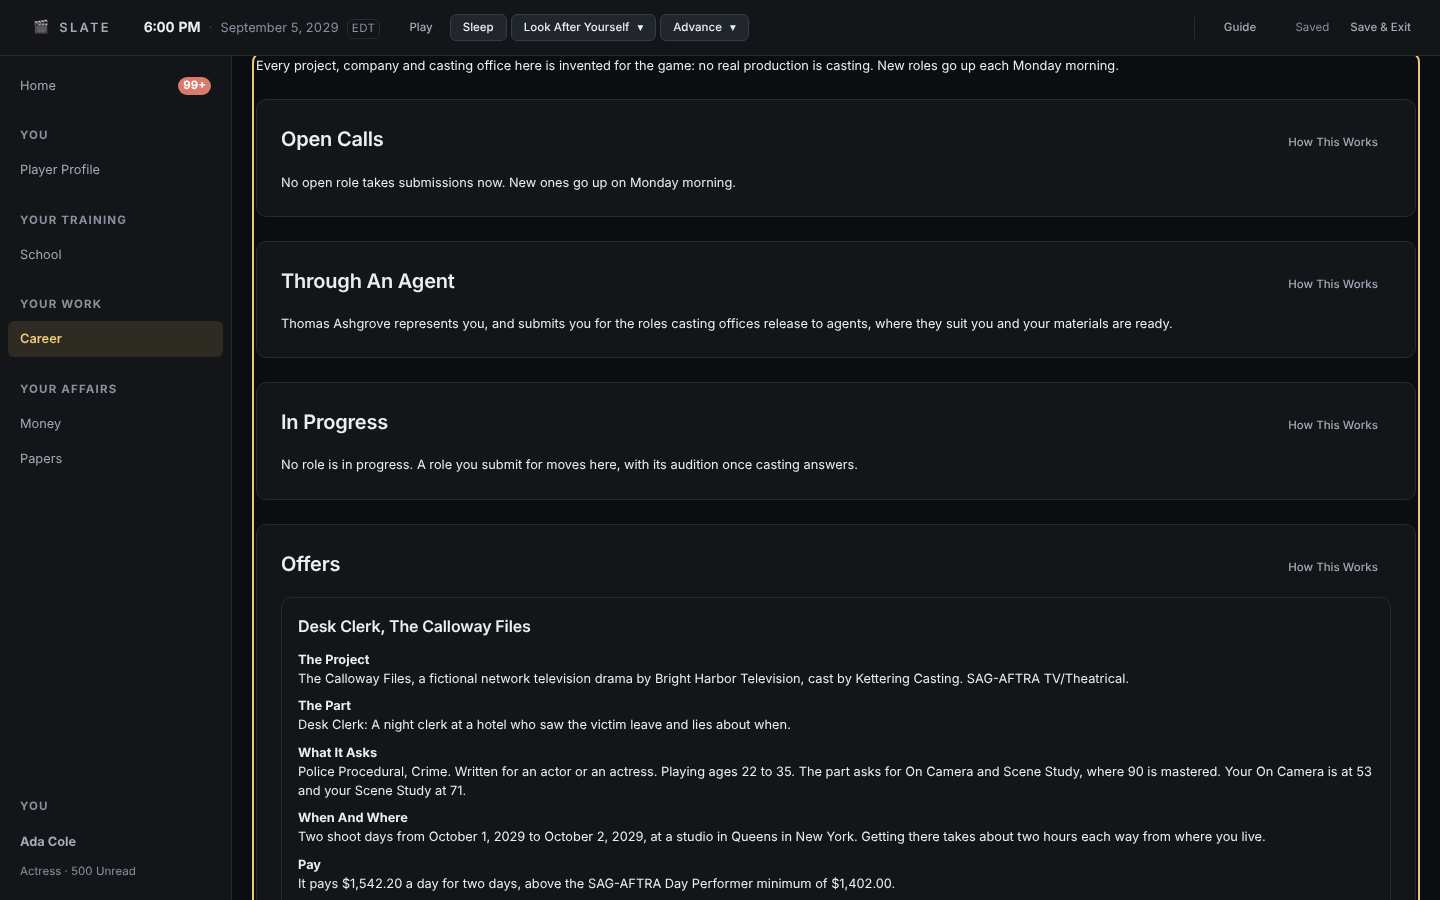 SLATE
6:00 PM · September 5, 2029 EDT
Play
Sleep
Look After Yourself ▾
Advance ▾
Guide
Saved
Save & Exit
Home
99+
YOU
Player Profile
YOUR TRAINING
School
YOUR WORK
Career
YOUR AFFAIRS
Money
Papers
YOU
Ada Cole
Actress · 500 Unread
Every project, company and casting office here is invented for the game: no real production is casting. New roles go up each Monday morning.
Open Calls
How This Works
No open role takes submissions now. New ones go up on Monday morning.
Through An Agent
How This Works
Thomas Ashgrove represents you, and submits you for the roles casting offices release to agents, where they suit you and your materials are ready.
In Progress
How This Works
No role is in progress. A role you submit for moves here, with its audition once casting answers.
Offers
How This Works
Desk Clerk, The Calloway Files
The Project
The Calloway Files, a fictional network television drama by Bright Harbor Television, cast by Kettering Casting. SAG-AFTRA TV/Theatrical.
The Part
Desk Clerk: A night clerk at a hotel who saw the victim leave and lies about when.
What It Asks
Police Procedural, Crime. Written for an actor or an actress. Playing ages 22 to 35. The part asks for On Camera and Scene Study, where 90 is mastered. Your On Camera is at 53
and your Scene Study at 71.
When And Where
Two shoot days from October 1, 2029 to October 2, 2029, at a studio in Queens in New York. Getting there takes about two hours each way from where you live.
Pay
It pays $1,542.20 a day for two days, above the SAG-AFTRA Day Performer minimum of $1,402.00.